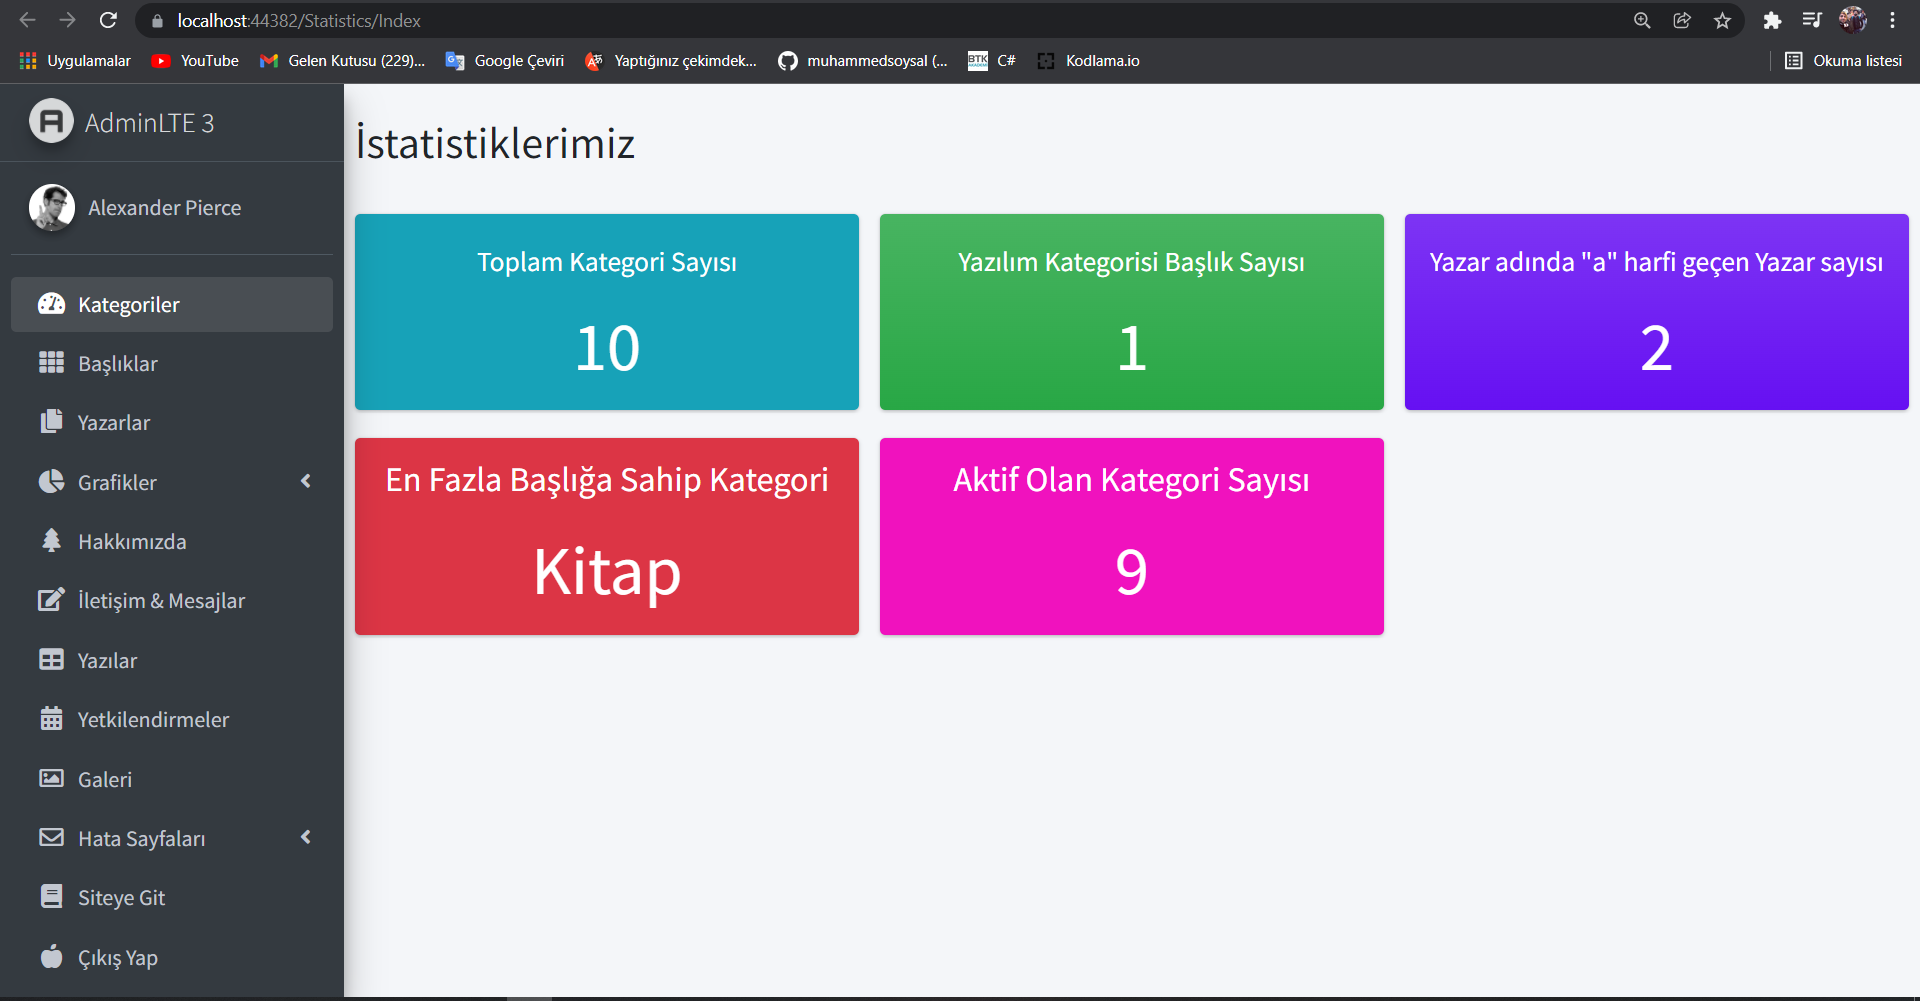 localhost:44382/Statistics/Index
Uygulamalar
YouTube
Gelen Kutusu (229)...
Google Çeviri
Yaptığınız çekimdek...
muhammedsoysal (...
BTK
C#
Kodlama.io
Okuma listesi
AdminLTE 3
Alexander Pierce
Kategoriler
Başlıklar
Yazarlar
Grafikler
Hakkımızda
İletişim & Mesajlar
Yazılar
Yetkilendirmeler
Galeri
Hata Sayfaları
Siteye Git
Çıkış Yap
İstatistiklerimiz
Toplam Kategori Sayısı
10
Yazılım Kategorisi Başlık Sayısı
1
Yazar adında "a" harfi geçen Yazar sayısı
2
En Fazla Başlığa Sahip Kategori
Kitap
Aktif Olan Kategori Sayısı
9